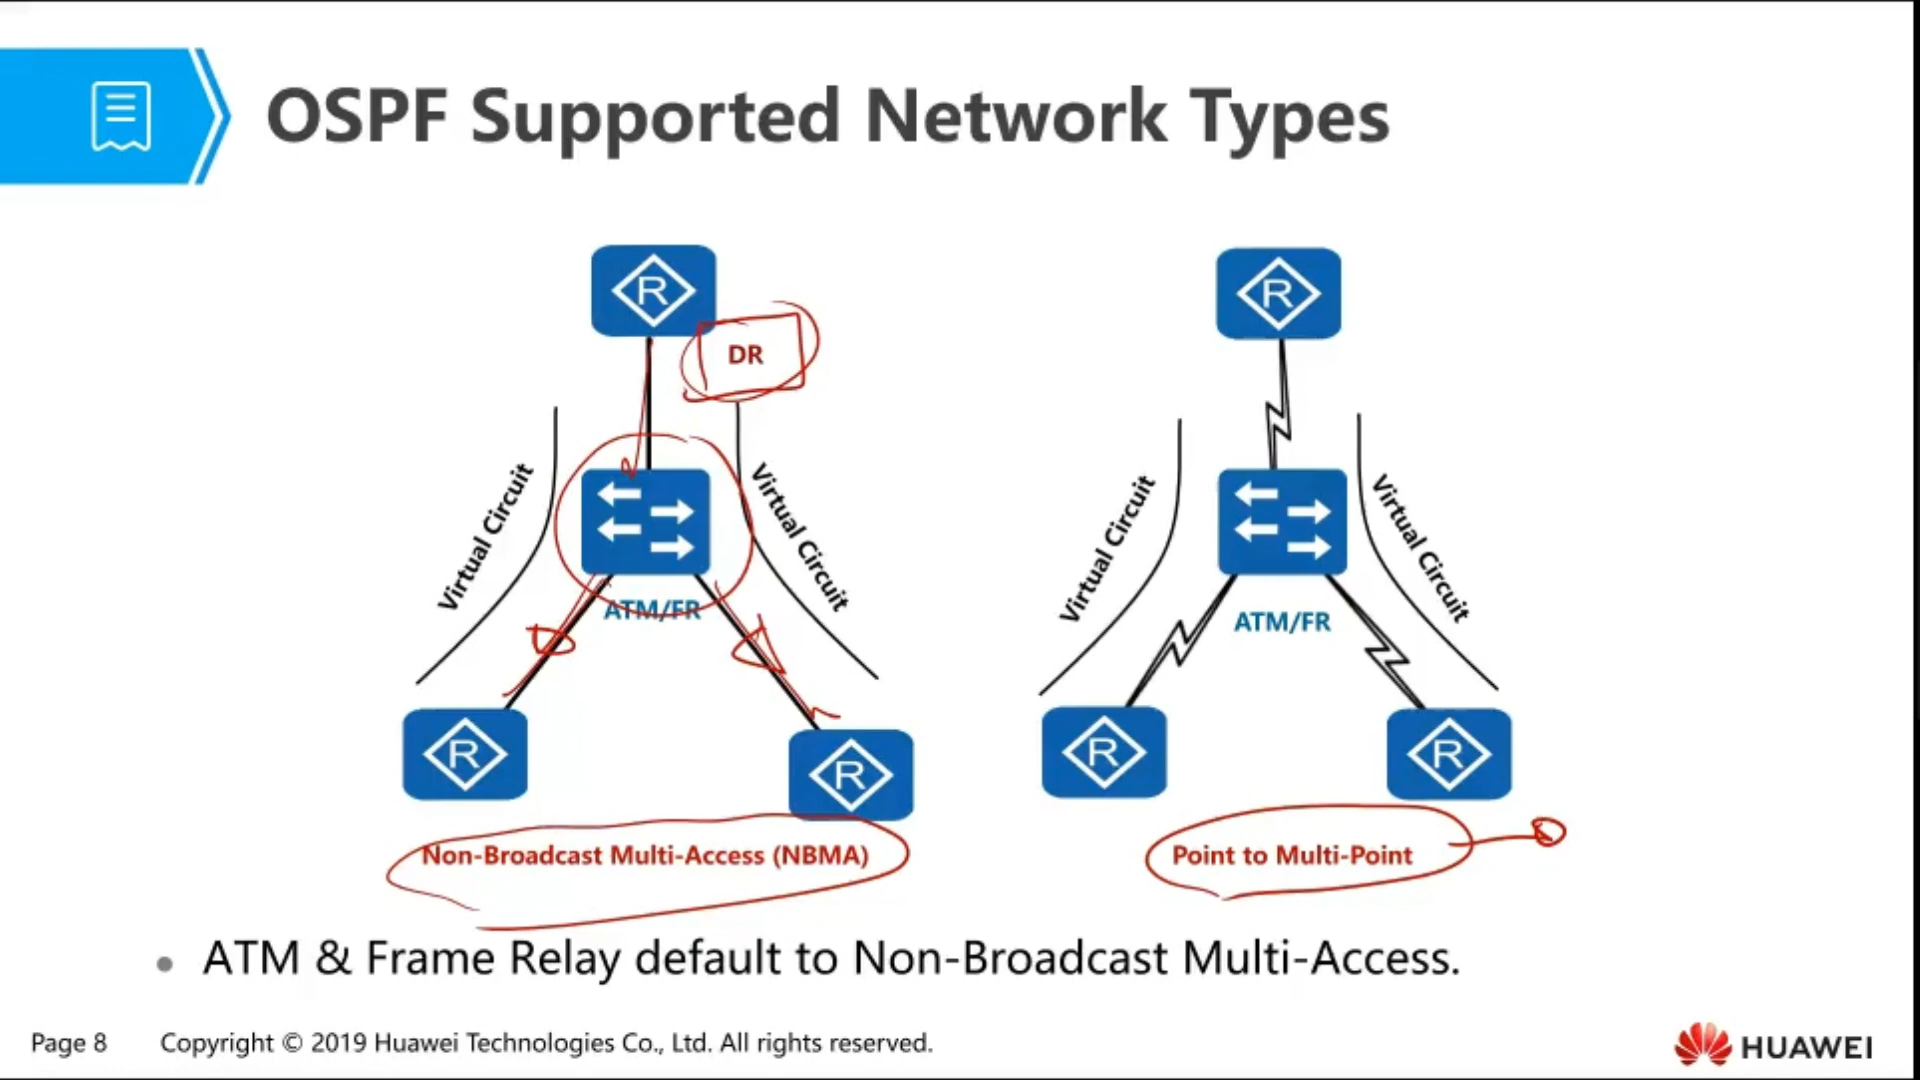 OSPF Supported Network Types
R
DR
Virtual Circuit
Virtual Circuit
ATM/FR
R
R
Non-Broadcast Multi-Access (NBMA)
R
Virtual Circuit
Virtual Circuit
ATM/FR
R
R
Point to Multi-Point
ATM & Frame Relay default to Non-Broadcast Multi-Access.
Page 8
Copyright © 2019 Huawei Technologies Co., Ltd. All rights reserved.
HUAWEI